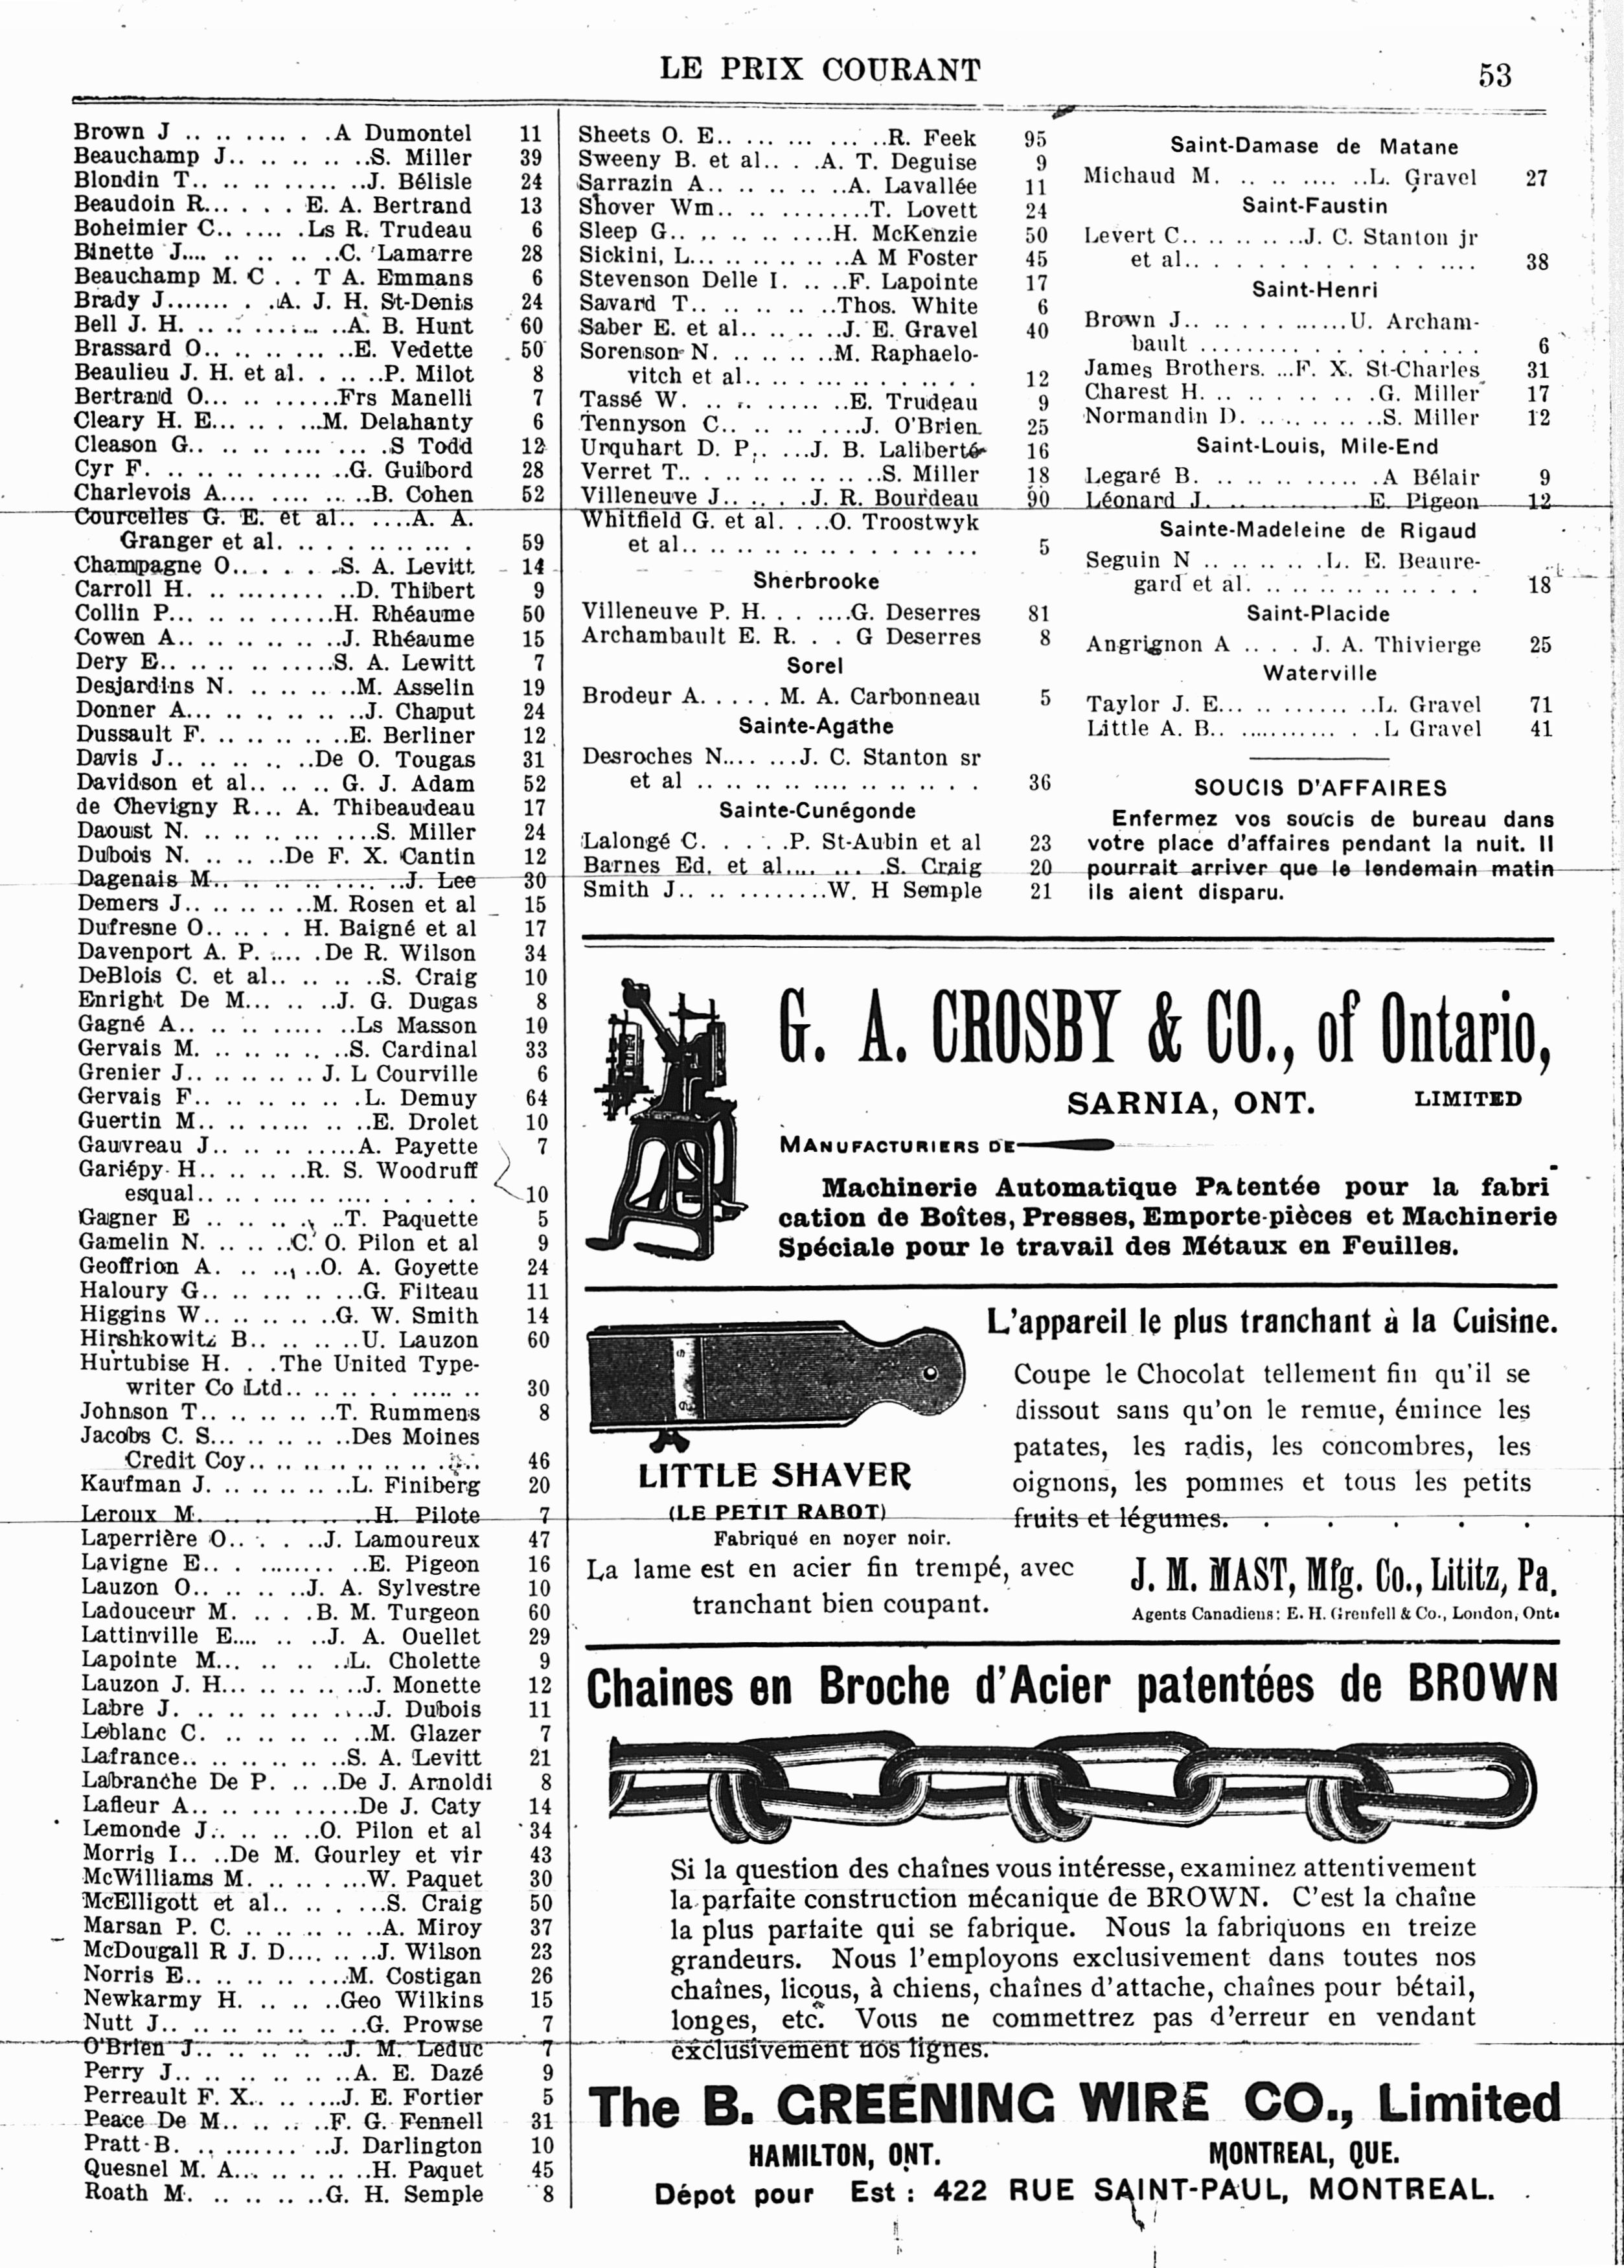 LE PRIX COURANT
53
Brown J .. .. .... . .A Dumontel 11
Beauchamp J.. .. .. .. ..S. Miller 39
Blondin T.. .. .. ..... ..J. Bélisle 24
Beaudoin R... . . . E. A. Bertrand 13
Boheimier C.. .. .. .Ls R. Trudeau 6
Binette J.... .. .. .. ..C. Lamarre 28
Beauchamp M. C . . T A. Emmans 6
Brady J...... . .A. J. H. St-Denis 24
Bell J. H. .. .. ..... ..A. B. Hunt 60
Brassard O.. .. .. ... ..E. Vedette 50
Beaulieu J. H. et al. . .. ..P. Milot 8
Bertrand O... .. ......Frs Manelli 7
Cleary H. E... .. . ...M. Delahanty 6
Cleason G.. .. .. .... ... .S Todd 12
Cyr F. .. .. .. .. .. ..G. Guilbord 28
Charlevois A.... .... .. ..B. Cohen 52
Courcelles G. E. et al.. ....A. A.
Granger et al. ... . .. .. ... . 59
Champagne O.. . . . ..S. A. Levitt 14
Carroll H. .. ........ ..D. Thibert 9
Collin P... .. .. ......H. Rhéaume 50
Cowen A.. .. .. .. .. ..J. Rhéaume 15
Dery E.. .. .. .. ......S. A. Lewitt 7
Desjardins N. .. .. .. ..M. Asselin 19
Donner A... .. .. .. .. ..J. Chaput 24
Dussault F. .. .. .. .. ..E. Berliner 12
Davis J.. .. .. .. ..De O. Tougas 31
Davidson et al.. .. .. .. G. J. Adam 52
de Chevigny R... A. Thibeaudeau 17
Daoust N. .. .. .. ... ....S. Miller 24
Dubois N. .. .. ..De F. X. Cantin 12
Dagenais M.. .. .. .. .... ..J. Lee 30
Demers J.. .. .. .. ..M. Rosen et al 15
Dufresne O.. .. . . H. Baigné et al 17
Davenport A. P. .... .De R. Wilson 34
DeBlois C. et al.. .. .. ..S. Craig 10
Enright De M... .. ..J. G. Dugas 8
Gagné A.. .. .. ..... ..Ls Masson 10
Gervais M. .. .. .. .. ..S. Cardinal 33
Grenier J.. .. .. .. .. J. L Courville 6
Gervais F.. .. .. .. .. .L. Demuy 64
Guertin M.. .. ..... .. ..E. Drolet 10
Gauvreau J.. .. .. .....A. Payette 7
Gariépy H.. .. .. ..R. S. Woodruff
esqual.. .. . ... .. .... . . . . . 10
Gagner E .. .. .. .. ..T. Paquette 5
Gamelin N. .. .. ..C. O. Pilon et al 9
Geoffrion A. .. .. .. ..O. A. Goyette 24
Haloury G.. .. .. ... .. ...G. Filteau 11
Higgins W.. .. .. .. ..G. W. Smith 14
Hirshkowitz B.. .. .. ..U. Lauzon 60
Hurtubise H. . .The United Type-
writer Co Ltd.. .. .. . . ..... .. 30
Johnson T.. .. .. .. ..T. Rummens 8
Jacobs C. S... .. .. .. ..Des Moines
Credit Coy.. .. .. .. .. .. .. ... 46
Kaufman J. .. .. .. .. ..L. Finiberg 20
Leroux M. .. .. .. .. ..H. Pilote 7
Laperrière O.. . . ..J. Lamoureux 47
Lavigne E.. . ........ ..E. Pigeon 16
Lauzon O.. .. .. .. ..J. A. Sylvestre 10
Ladouceur M. .. .. .B. M. Turgeon 60
Lattinville E.... .. .. ..J. A. Ouellet 29
Lapointe M... .. .. .. ..L. Cholette 9
Lauzon J. H... .. .. .. ..J. Monette 12
Labre J. .. .. .. .. ... ....J. Dubois 11
Leblanc C. .. .. .. .. .. ..M. Glazer 7
Lafrance.. .. .. .. .. ..S. A. Levitt 21
Labranche De P. .. ..De J. Arnoldi 8
Lafleur A.. .. .. ......De J. Caty 14
Lemonde J.. .. .. ..O. Pilon et al 34
Morris I.. ..De M. Gourley et vir 43
McWilliams M. .. .. . ...W. Paquet 30
McElligott et al.. .. . ...S. Craig 50
Marsan P. C. .. .. .. .. ..A. Miroy 37
McDougall R J. D.... .. ..J. Wilson 23
Norris E.. .. .. .. ....M. Costigan 26
Newkarmy H. .. .. ..Geo Wilkins 15
Nutt J.. .. .. .. .. .. ..G. Prowse 7
O'Brien J.. .. .. .. .. ..J. M. Leduc 7
Perry J.. .. .. .. .. .. ..A. E. Dazé 9
Perreault F. X.. .. ....J. E. Fortier 5
Peace De M.. .. .. ..F. G. Fennell 31
Pratt B. .. ....... ..J. Darlington 10
Quesnel M. A... .. .. .. ..H. Paquet 45
Roath M. .. .. .. ..G. H. Semple 8
Sheets O. E.. ... ... ... ..R. Feek 95
Sweeny B. et al.. . .A. T. Deguise 9
Sarrazin A.. .. .. .. ..A. Lavallée 11
Shover Wm.. .. ........T. Lovett 24
Sleep G.. .. .. .. ....H. McKenzie 50
Sickini, L... .. .. .. .. ..A M Foster 45
Stevenson Delle I. .. ..F. Lapointe 17
Savard T.. .. .. .. ..Thos. White 6
Saber E. et al.. .. .. ..J. E. Gravel 40
Sorenson N. .. .. .. ..M. Raphaelo-
vitch et al.. .. .. ... .. .. . . . 12
Tassé W. .. .. .. .... ..E. Trudeau 9
Tennyson C.. .. .. ....J. O'Brien 25
Urquhart D. P.. ...J. B. Laliberté 16
Verret T.. . .. .. .. .. .. ..S. Miller 18
Villeneuve J.. .. . .J. R. Bourdeau 90
Whitfield G. et al. . ..O. Troostwyk
et al.. .. .. .. .. .. .. .. .. ... 5
Sherbrooke
Villeneuve P. H. . . ....G. Deserres 81
Archambault E. R. . . G Deserres 8
Sorel
Brodeur A. . . . . M. A. Carbonneau 5
Sainte-Agathe
Desroches N.... ...J. C. Stanton sr
et al .. .. .. .. .... .. .. .. . 36
Sainte-Cunégonde
Lalongé C. . . . .P. St-Aubin et al 23
Barnes Ed. et al.... ... .S. Craig 20
Smith J.. .. ........W. H Semple 21
Saint-Damase de Matane
Michaud M. .. .. .... ..L. Gravel 27
Saint-Faustin
Levert C.. .. .. .. ..J. C. Stanton jr
et al.. . . . . . . . . . . . .... 38
Saint-Henri
Brown J.. .. . . .. .....U. Archam-
bault ... .. .. .. . . . . . . . . 6
James Brothers. ...F. X. St-Charles 31
Charest H. .. .. .. .. . .G. Miller 17
Normandin D. .. .. .. .. ..S. Miller 12
Saint-Louis, Mile-End
Legaré B. .. .. .. ..... .A Bélair 9
Léonard J. .. .. .. .. ..E. Pigeon 12
Sainte-Madeleine de Rigaud
Seguin N .. .. .. .. .L. E. Beaure-
gard et al. .. .. .. .. .. . . . . 18
Saint-Placide
Angrignon A .. . . J. A. Thivierge 25
Waterville
Taylor J. E... .. ..... ..L. Gravel 71
Little A. B.. .. ........ . .L Gravel 41
SOUCIS D'AFFAIRES
Enfermez vos soucis de bureau dans
votre place d'affaires pendant la nuit. Il
pourrait arriver que le lendemain matin
ils aient disparu.
G. A. CROSBY & CO., of Ontario,
SARNIA, ONT. LIMITED
MANUFACTURIERS DE
Machinerie Automatique Patentée pour la fabri
cation de Boîtes, Presses, Emporte-pièces et Machinerie
Spéciale pour le travail des Métaux en Feuilles.
L'appareil le plus tranchant à la Cuisine.
Coupe le Chocolat tellement fin qu'il se
dissout sans qu'on le remue, émince les
patates, les radis, les concombres, les
oignons, les pommes et tous les petits
fruits et légumes. . . . . .
LITTLE SHAVER
(LE PETIT RABOT)
Fabriqué en noyer noir.
La lame est en acier fin trempé, avec
tranchant bien coupant.
J. M. MAST, Mfg. Co., Lititz, Pa.
Agents Canadiens: E. H. Grenfell & Co., London, Ont.
Chaines en Broche d'Acier patentées de BROWN
Si la question des chaînes vous intéresse, examinez attentivement
la parfaite construction mécanique de BROWN. C'est la chaîne
la plus partaite qui se fabrique. Nous la fabriquons en treize
grandeurs. Nous l'employons exclusivement dans toutes nos
chaînes, licous, à chiens, chaînes d'attache, chaînes pour bétail,
longes, etc. Vous ne commettrez pas d'erreur en vendant
exclusivement nos lignes.
The B. GREENING WIRE CO., Limited
HAMILTON, ONT. MONTREAL, QUE.
Dépot pour Est : 422 RUE SAINT-PAUL, MONTREAL.